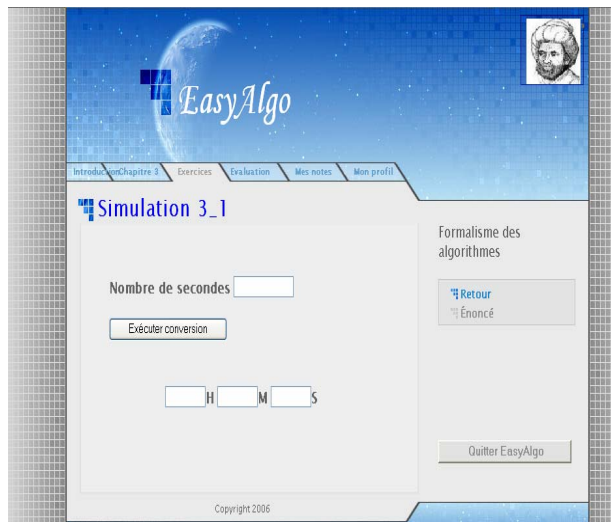 EasyAlgo
Introduction Chapitre 3 Exercices Evaluation Mes notes Mon profil
Simulation 3_1
Formalisme des
algorithmes
Nombre de secondes
Retour
Énoncé
Exécuter conversion
H M S
Quitter EasyAlgo
Copyright 2006